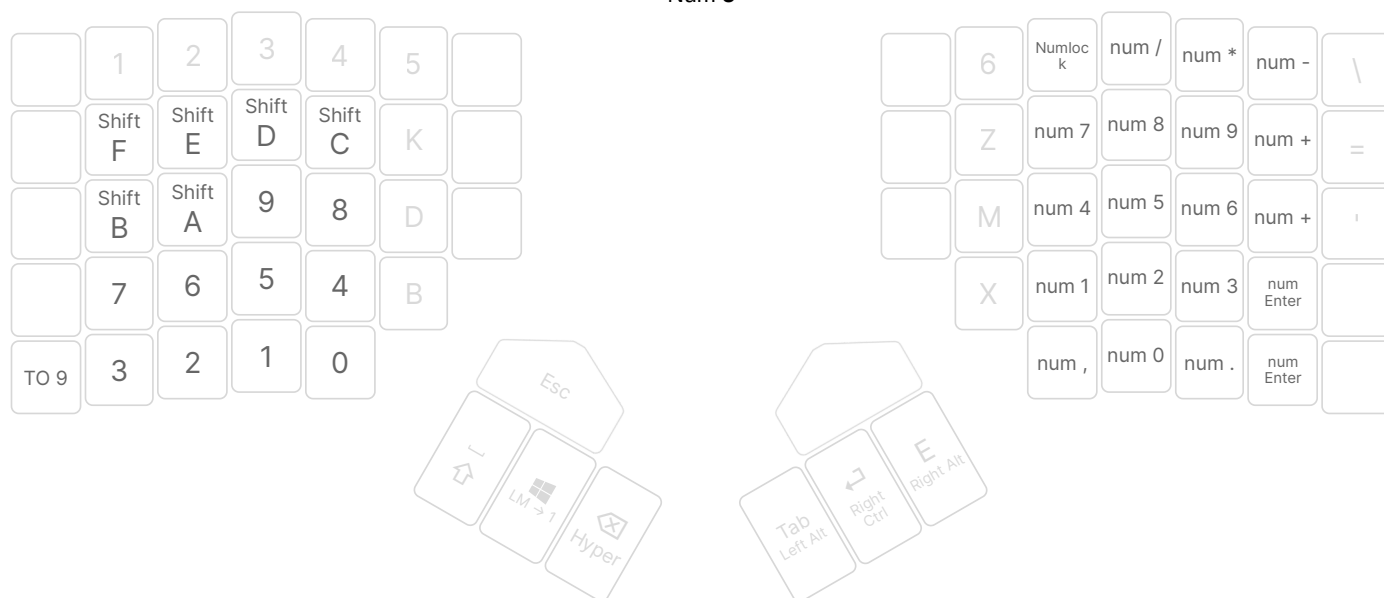 1 2 3 4 5 6 Numloc
k num / num * num - \
Shift
F Shift
E Shift
D Shift
C K Z num 7 num 8 num 9 num + =
Shift
B Shift
A 9 8 D M num 4 num 5 num 6 num + '
7 6 5 4 B X num 1 num 2 num 3 num
Enter
TO 9 3 2 1 0 num , num 0 num . num
Enter
Esc
[
LM → 1
Hyper
Tab
Left Alt
Right
Ctrl
E
Right Alt